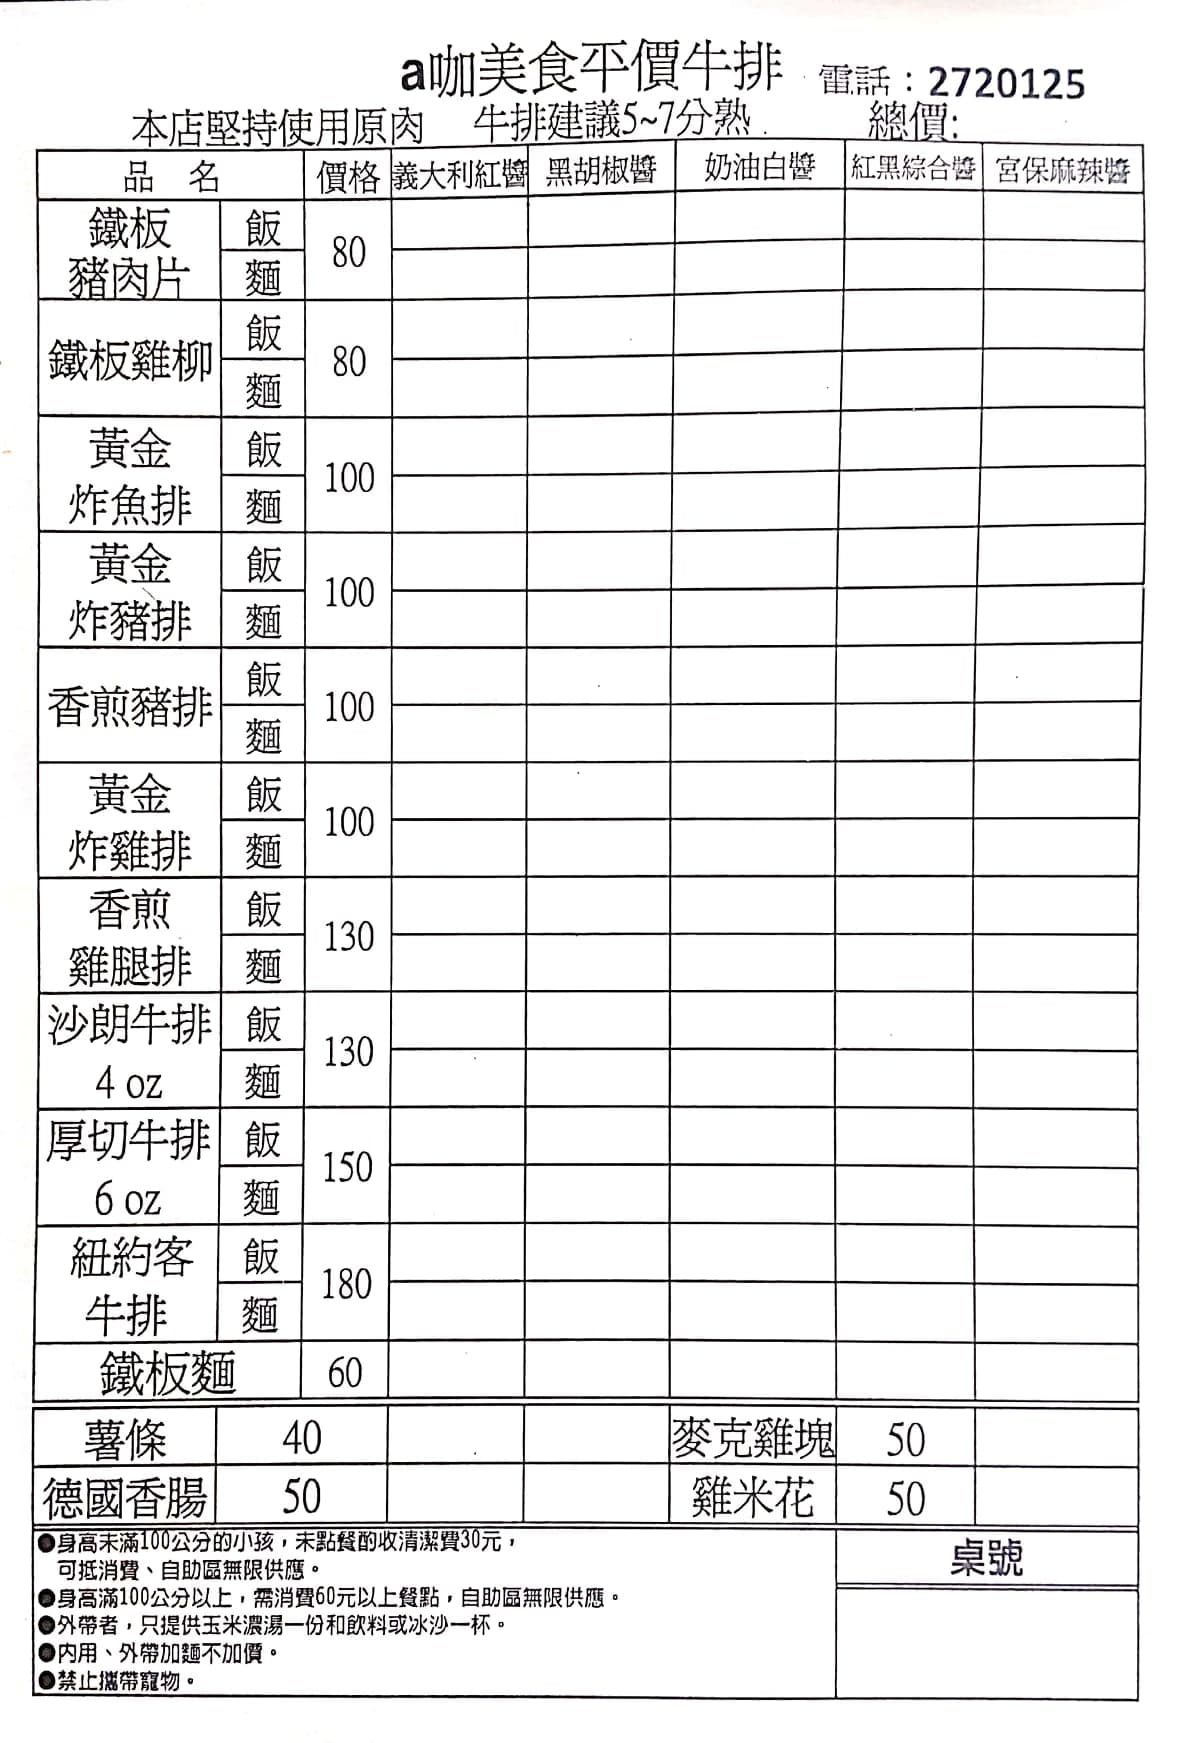 a咖美食平價牛排 電話：2720125
本店堅持使用原肉 牛排建議5~7分熟 總價:
品名 價格 義大利紅醬 黑胡椒醬 奶油白醬 紅黑綜合醬 宮保麻辣醬
鐵板
豬肉片 飯 麵 80
鐵板雞柳 飯 麵 80
黃金
炸魚排 飯 麵 100
黃金
炸豬排 飯 麵 100
香煎豬排 飯 麵 100
黃金
炸雞排 飯 麵 100
香煎
雞腿排 飯 麵 130
沙朗牛排
4 oz 飯 麵 130
厚切牛排
6 oz 飯 麵 150
紐約客
牛排 飯 麵 180
鐵板麵 60
薯條 40 麥克雞塊 50
德國香腸 50 雞米花 50
●身高未滿100公分的小孩，未點餐酌收清潔費30元，
可抵消費、自助區無限供應。
●身高滿100公分以上，需消費60元以上餐點，自助區無限供應。
●外帶者，只提供玉米濃湯一份和飲料或冰沙一杯。
●內用、外帶加麵不加價。
●禁止攜帶寵物。
桌號